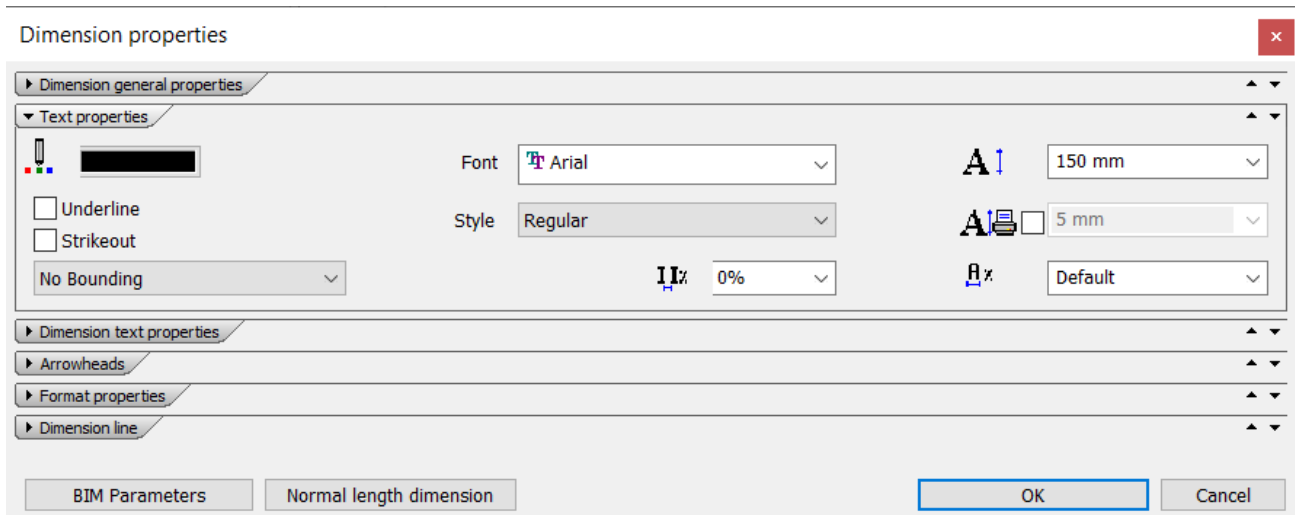 Dimension properties
Dimension general properties
Text properties
Font Arial 150 mm
Underline
Style Regular 5 mm
Strikeout
No Bounding 0% Default
Dimension text properties
Arrowheads
Format properties
Dimension line
BIM Parameters Normal length dimension OK Cancel